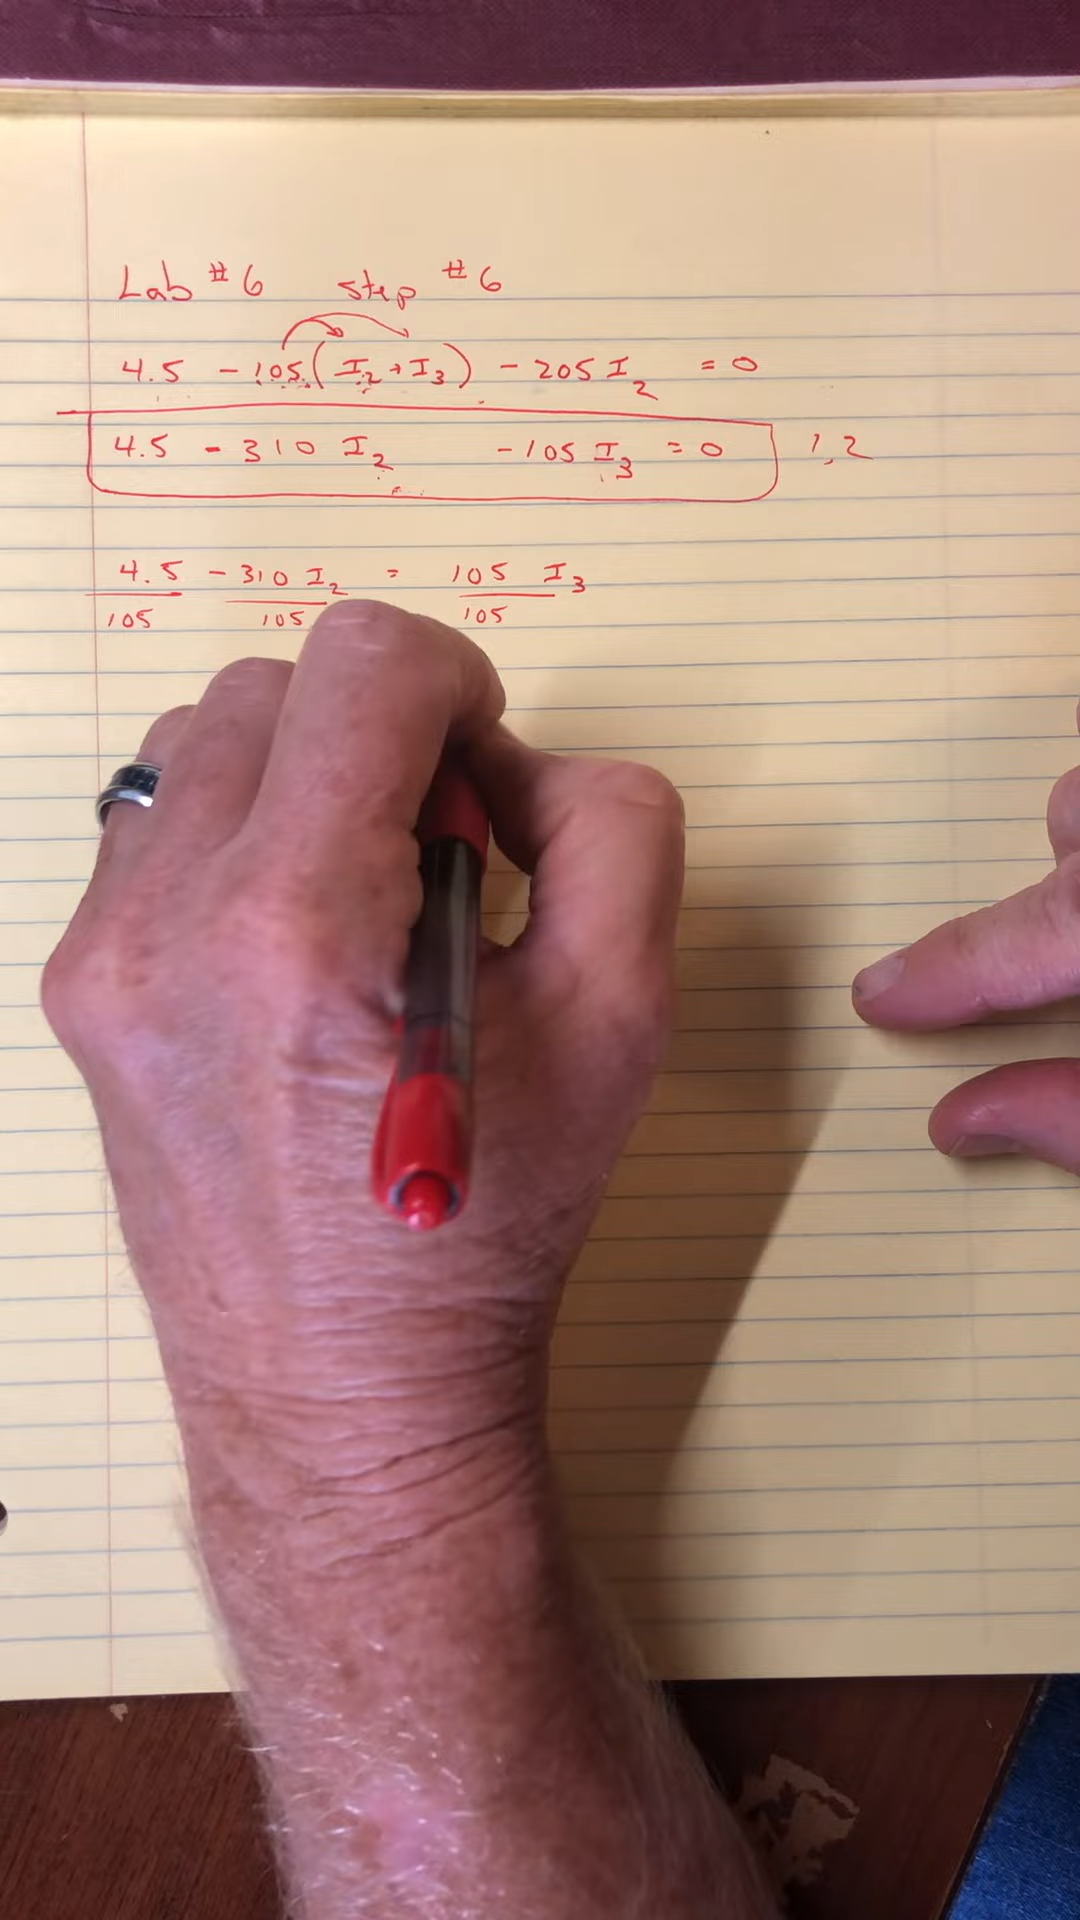 Lab #6 step #6
4.5 - 105(I2 + I3) - 205 I2 = 0
4.5 - 310 I2 - 105 I3 = 0 1,2
4.5 - 310 I2 = 105 I3
105 105 105